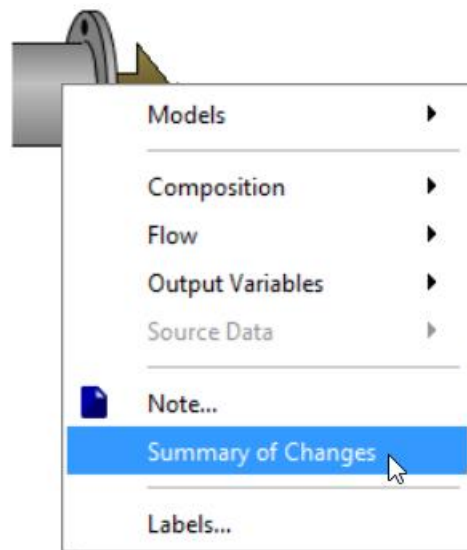 Models
Composition
Flow
Output Variables
Source Data
Note...
Summary of Changes
Labels...